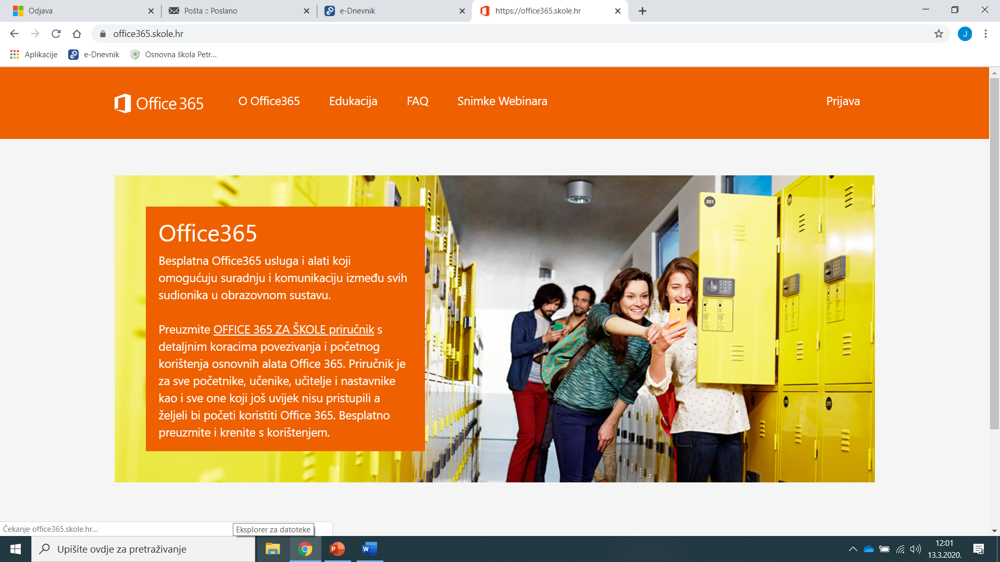 Odjava
Pošta :: Poslano
e-Dnevnik
https://office365.skole.hr
office365.skole.hr
J
Aplikacije
e-Dnevnik
Osnovna škola Petr...
Office 365
O Office365
Edukacija
FAQ
Snimke Webinara
Prijava
Office365
Besplatna Office365 usluga i alati koji
omogućuju suradnju i komunikaciju između svih
sudionika u obrazovnom sustavu.
Preuzmite OFFICE 365 ZA ŠKOLE priručnik s
detaljnim koracima povezivanja i početnog
korištenja osnovnih alata Office 365. Priručnik je
za sve početnike, učenike, učitelje i nastavnike
kao i sve one koji još uvijek nisu pristupili a
željeli bi početi koristiti Office 365. Besplatno
preuzmite i krenite s korištenjem.
201
217
Čekanje office365.skole.hr...
Eksplorer za datoteke
Upišite ovdje za pretraživanje
P
W
12:01
13.3.2020.